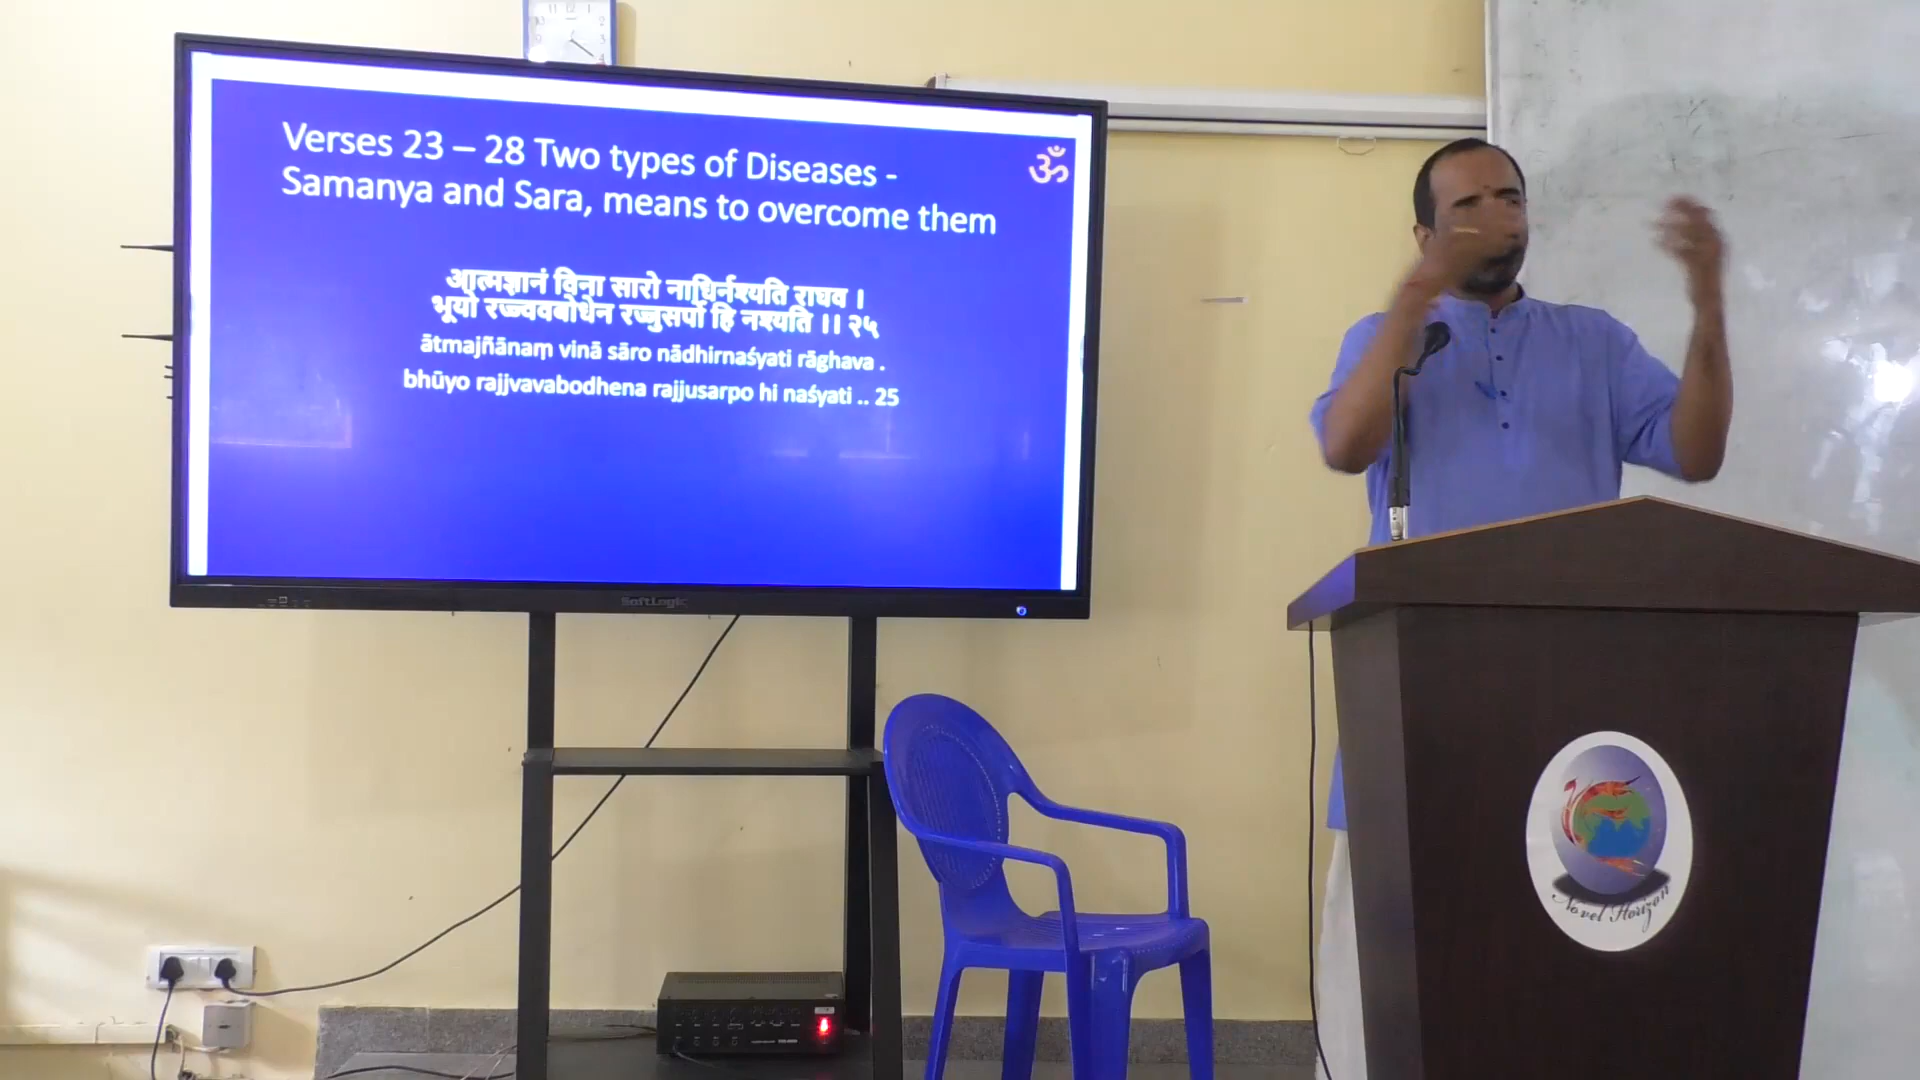 Verses 23 – 28 Two types of Diseases -
Samanya and Sara, means to overcome them
ॐ
आत्मज्ञानं विना सारो नाधिर्नश्यति राघव ।
भूयो रज्ज्ववबोधेन रज्जुसर्पो हि नश्यति ।। २५
ātmajñānaṃ vinā sāro nādhirnaśyati rāghava .
bhūyo rajjvavabodhena rajjusarpo hi naśyati .. 25
SoftLogic
Novel Horizon